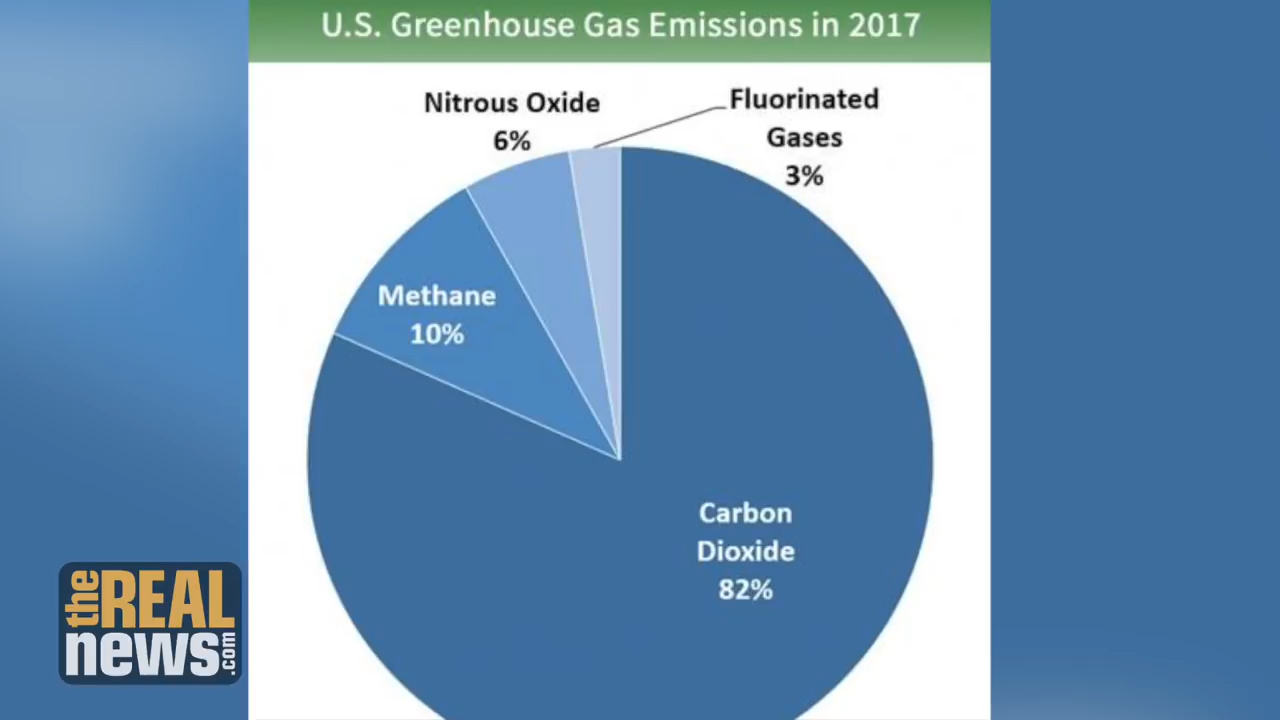 U.S. Greenhouse Gas Emissions in 2017
Nitrous Oxide
6%
Fluorinated
Gases
3%
Methane
10%
Carbon
Dioxide
82%
the REAL
news.com